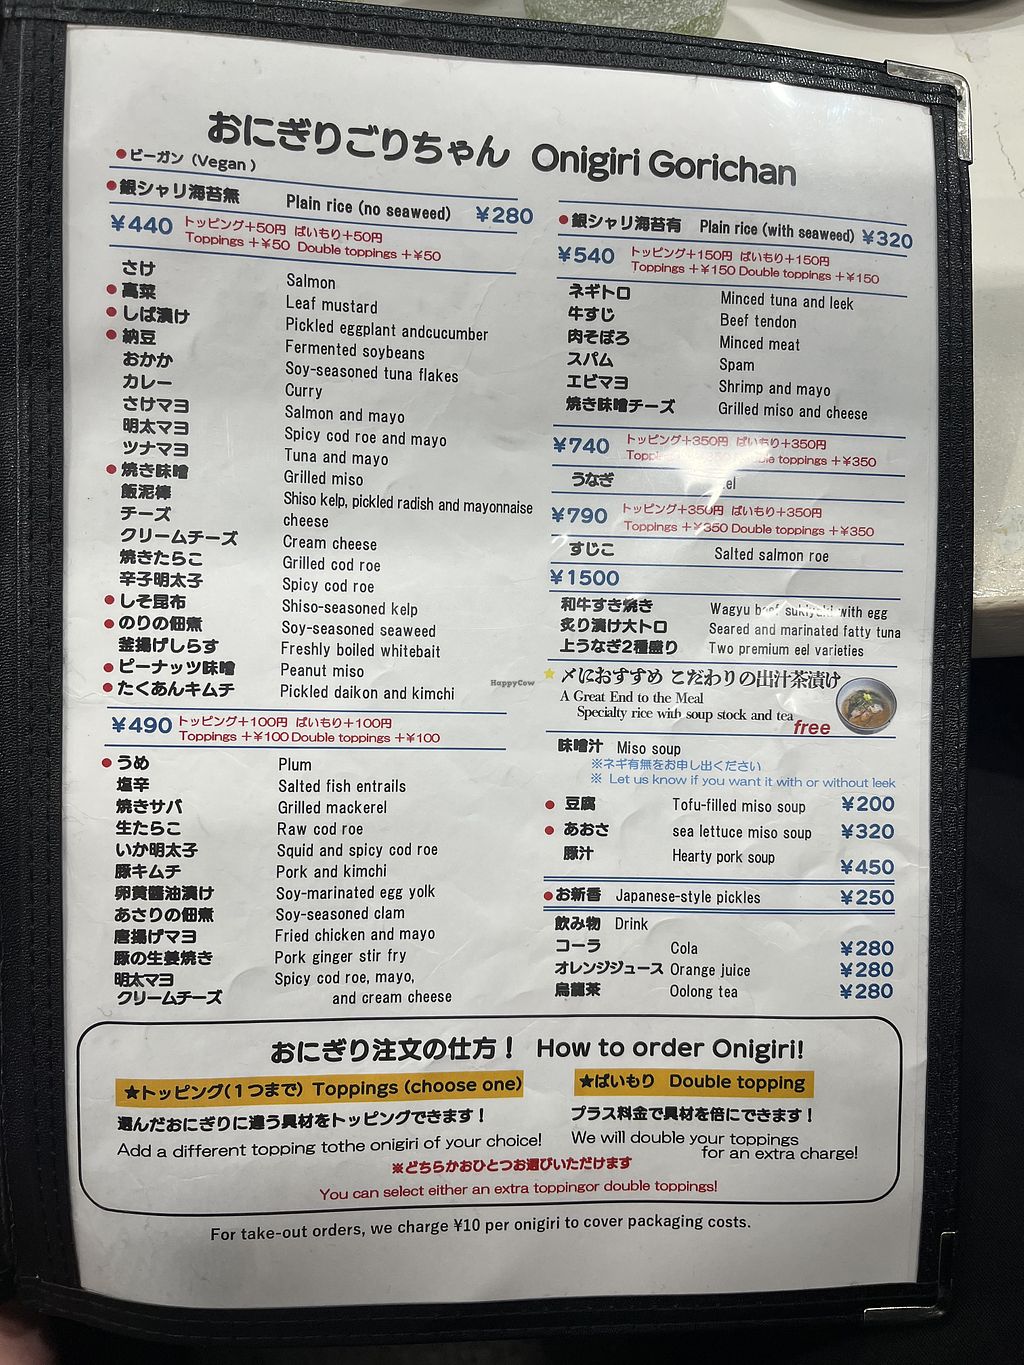 おにぎりごりちゃん Onigiri Gorichan
●ビーガン (Vegan)
●銀シャリ海苔無 Plain rice (no seaweed) ¥280
¥440 トッピング+50円 ばいもり+50円
Toppings +¥50 Double toppings +¥50
さけ Salmon
●高菜 Leaf mustard
●しば漬け Pickled eggplant andcucumber
●納豆 Fermented soybeans
おかか Soy-seasoned tuna flakes
カレー Curry
さけマヨ Salmon and mayo
明太マヨ Spicy cod roe and mayo
ツナマヨ Tuna and mayo
●焼き味噌 Grilled miso
飯泥棒 Shiso kelp, pickled radish and mayonnaise
チーズ cheese
クリームチーズ Cream cheese
焼きたらこ Grilled cod roe
辛子明太子 Spicy cod roe
●しそ昆布 Shiso-seasoned kelp
●のりの佃煮 Soy-seasoned seaweed
釜揚げしらす Freshly boiled whitebait
●ピーナッツ味噌 Peanut miso
●たくあんキムチ Pickled daikon and kimchi
¥490 トッピング+100円 ばいもり+100円
Toppings +¥100 Double toppings +¥100
●うめ Plum
塩辛 Salted fish entrails
焼きサバ Grilled mackerel
生たらこ Raw cod roe
いか明太子 Squid and spicy cod roe
豚キムチ Pork and kimchi
卵黄醬油漬け Soy-marinated egg yolk
あさりの佃煮 Soy-seasoned clam
唐揚げマヨ Fried chicken and mayo
豚の生姜焼き Pork ginger stir fry
明太マヨ Spicy cod roe, mayo,
クリームチーズ and cream cheese
●銀シャリ海苔有 Plain rice (with seaweed) ¥320
¥540 トッピング+150円 ばいもり+150円
Toppings +¥150 Double toppings +¥150
ネギトロ Minced tuna and leek
牛すじ Beef tendon
肉そぼろ Minced meat
スパム Spam
エビマヨ Shrimp and mayo
焼き味噌チーズ Grilled miso and cheese
¥740 トッピング+350円 ばいもり+350円
toppings +¥350
うなぎ
¥790 トッピング+350円 ばいもり+350円
Toppings +¥350 Double toppings +¥350
すじこ Salted salmon roe
¥1500
和牛すき焼き Wagyu beef sukiyaki with egg
炙り漬け大トロ Seared and marinated fatty tuna
上うなぎ2種盛り Two premium eel varieties
★〆におすすめ こだわりの出汁茶漬け
A Great End to the Meal
Specialty rice with soup stock and tea free
味噌汁 Miso soup
※ネギ有無をお申し出ください
※ Let us know if you want it with or without leek
●豆腐 Tofu-filled miso soup ¥200
●あおさ sea lettuce miso soup ¥320
豚汁 Hearty pork soup ¥450
●お新香 Japanese-style pickles ¥250
飲み物 Drink
コーラ Cola ¥280
オレンジジュース Orange juice ¥280
烏龍茶 Oolong tea ¥280
おにぎり注文の仕方！ How to order Onigiri!
★トッピング(1つまで) Toppings (choose one)
選んだおにぎりに違う具材をトッピングできます！
Add a different topping tothe onigiri of your choice!
★ばいもり Double topping
プラス料金で具材を倍にできます！
We will double your toppings
for an extra charge!
※どちらかおひとつお選びいただけます
You can select either an extra toppingor double toppings!
For take-out orders, we charge ¥10 per onigiri to cover packaging costs.
HappyCow